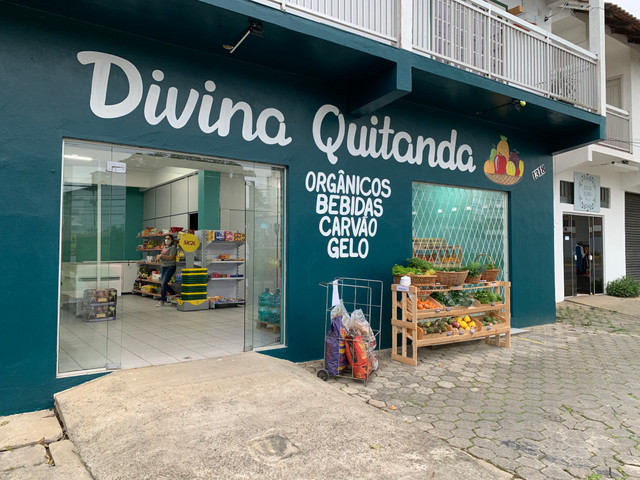 Divina Quitanda
ORGÂNICOS
BEBIDAS
CARVÃO
GELO
1310